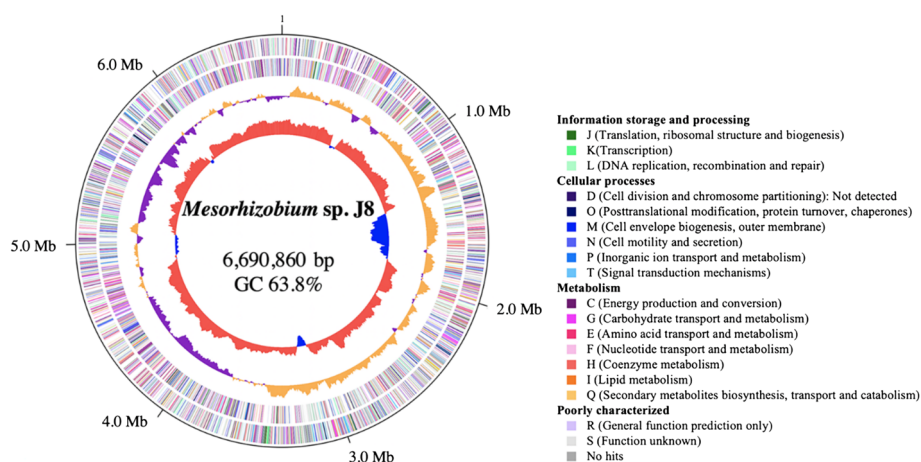 1
6.0 Mb
1.0 Mb
Mesorhizobium sp. J8
5.0 Mb
6,690,860 bp
GC 63.8%
2.0 Mb
4.0 Mb
3.0 Mb
Information storage and processing
J (Translation, ribosomal structure and biogenesis)
K(Transcription)
L (DNA replication, recombination and repair)
Cellular processes
D (Cell division and chromosome partitioning): Not detected
O (Posttranslational modification, protein turnover, chaperones)
M (Cell envelope biogenesis, outer membrane)
N (Cell motility and secretion)
P (Inorganic ion transport and metabolism)
T (Signal transduction mechanisms)
Metabolism
C (Energy production and conversion)
G (Carbohydrate transport and metabolism)
E (Amino acid transport and metabolism)
F (Nucleotide transport and metabolism)
H (Coenzyme metabolism)
I (Lipid metabolism)
Q (Secondary metabolites biosynthesis, transport and catabolism)
Poorly characterized
R (General function prediction only)
S (Function unknown)
No hits